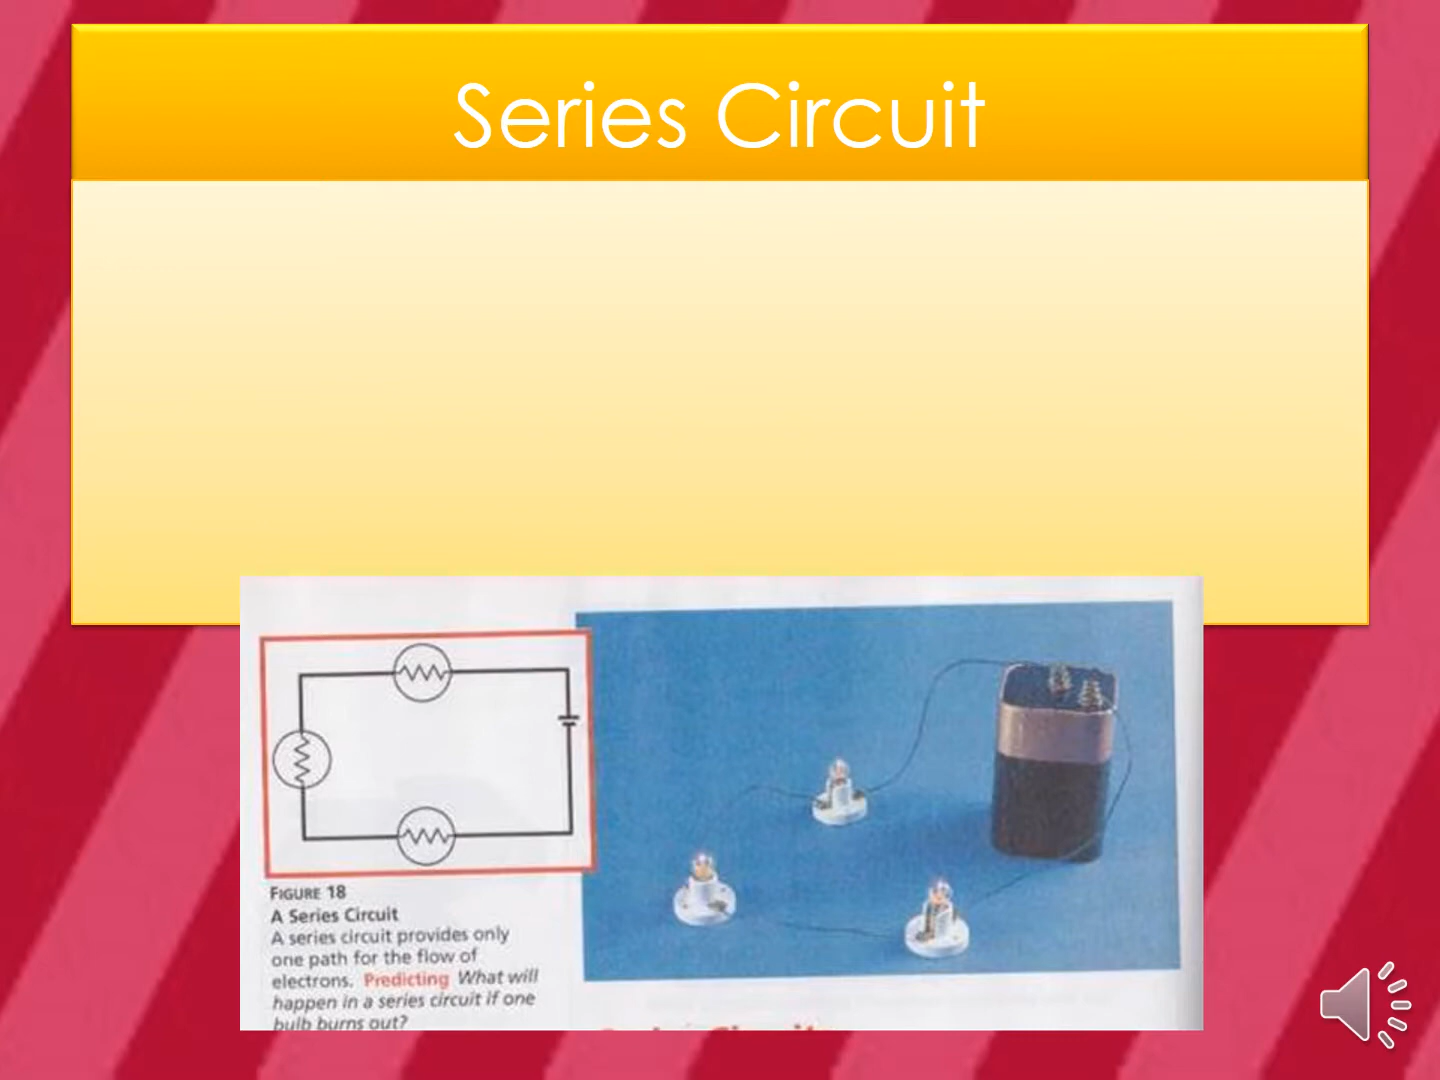 Series Circuit
FIGURE 18
A Series Circuit
A series circuit provides only
one path for the flow of
electrons. Predicting What will
happen in a series circuit if one
bulb burns out?